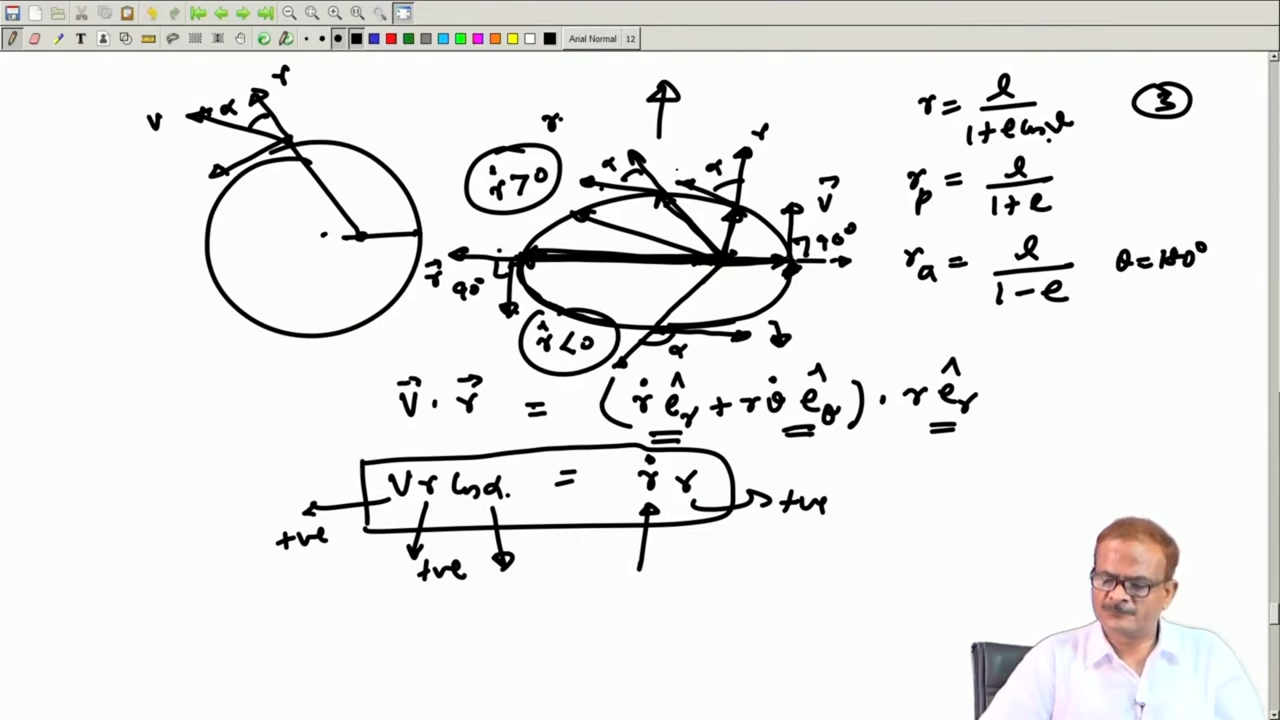 Arial Normal 12
r
V α
r = l / (1 + e cos θ) ③
r
ṙ > 0
α α r
V⃗
r_p = l / (1 + e)
90°
r_a = l / (1 - e) θ = 180°
r⃗
90°
ṙ < 0
α
V⃗ · r⃗ = (ṙ ê_r + r θ̇ ê_θ) · r ê_r
V r cos α. = ṙ r
+ve
+ve
+ve